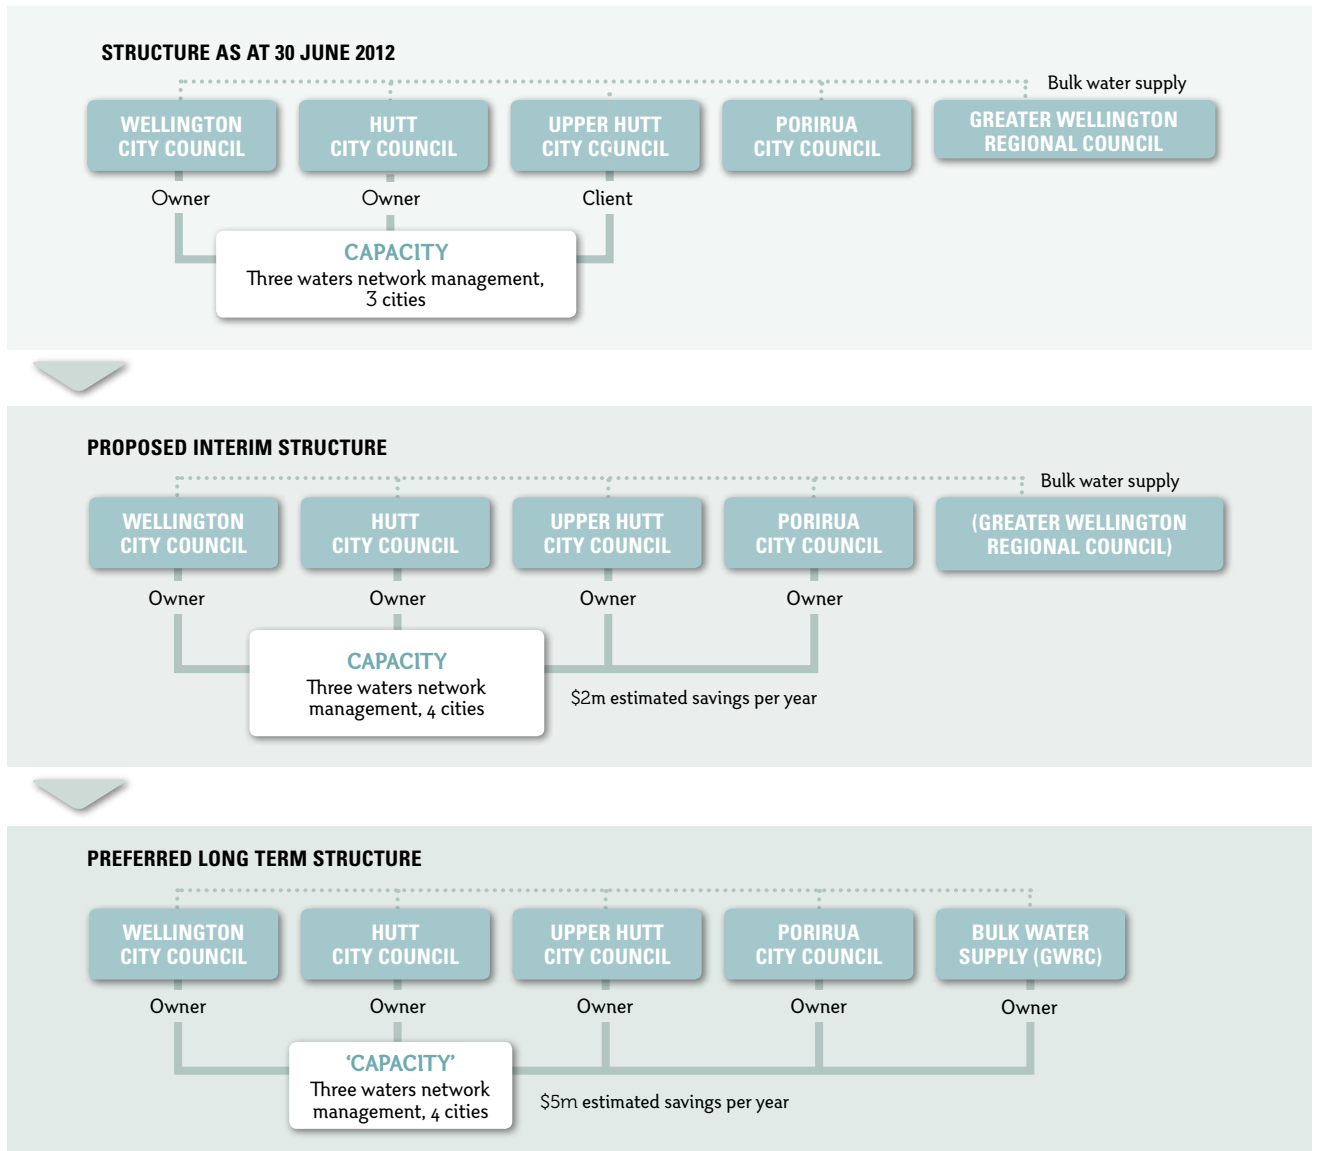 STRUCTURE AS AT 30 JUNE 2012
Bulk water supply
WELLINGTON
CITY COUNCIL
HUTT
CITY COUNCIL
UPPER HUTT
CITY COUNCIL
PORIRUA
CITY COUNCIL
GREATER WELLINGTON
REGIONAL COUNCIL
Owner
Owner
Client
CAPACITY
Three waters network management,
3 cities
PROPOSED INTERIM STRUCTURE
Bulk water supply
WELLINGTON
CITY COUNCIL
HUTT
CITY COUNCIL
UPPER HUTT
CITY COUNCIL
PORIRUA
CITY COUNCIL
(GREATER WELLINGTON
REGIONAL COUNCIL)
Owner
Owner
Owner
Owner
CAPACITY
Three waters network
management, 4 cities
$2m estimated savings per year
PREFERRED LONG TERM STRUCTURE
WELLINGTON
CITY COUNCIL
HUTT
CITY COUNCIL
UPPER HUTT
CITY COUNCIL
PORIRUA
CITY COUNCIL
BULK WATER
SUPPLY (GWRC)
Owner
Owner
Owner
Owner
Owner
‘CAPACITY’
Three waters network
management, 4 cities
$5m estimated savings per year